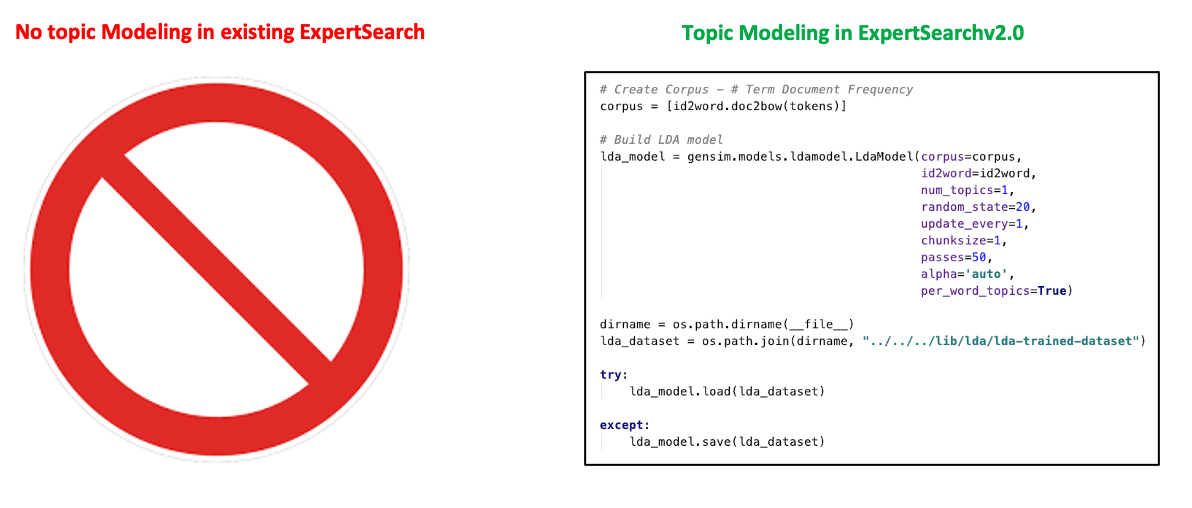 No topic Modeling in existing ExpertSearch
Topic Modeling in ExpertSearchv2.0
# Create Corpus – # Term Document Frequency
corpus = [id2word.doc2bow(tokens)]

# Build LDA model
lda_model = gensim.models.ldamodel.LdaModel(corpus=corpus,
                                           id2word=id2word,
                                           num_topics=1,
                                           random_state=20,
                                           update_every=1,
                                           chunksize=1,
                                           passes=50,
                                           alpha='auto',
                                           per_word_topics=True)

dirname = os.path.dirname(__file__)
lda_dataset = os.path.join(dirname, "../../../lib/lda/lda-trained-dataset")

try:
    lda_model.load(lda_dataset)

except:
    lda_model.save(lda_dataset)